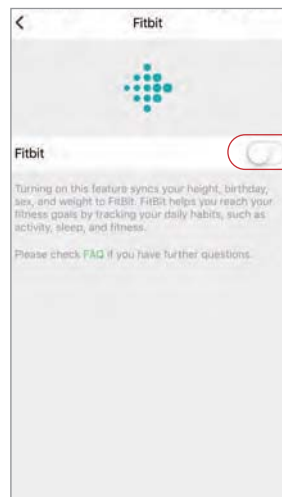 Fitbit
Fitbit
Turning on this feature syncs your height, birthday,
sex, and weight to FitBit. FitBit helps you reach your
fitness goals by tracking your daily habits, such as
activity, sleep, and fitness.
Please check FAQ if you have further questions.